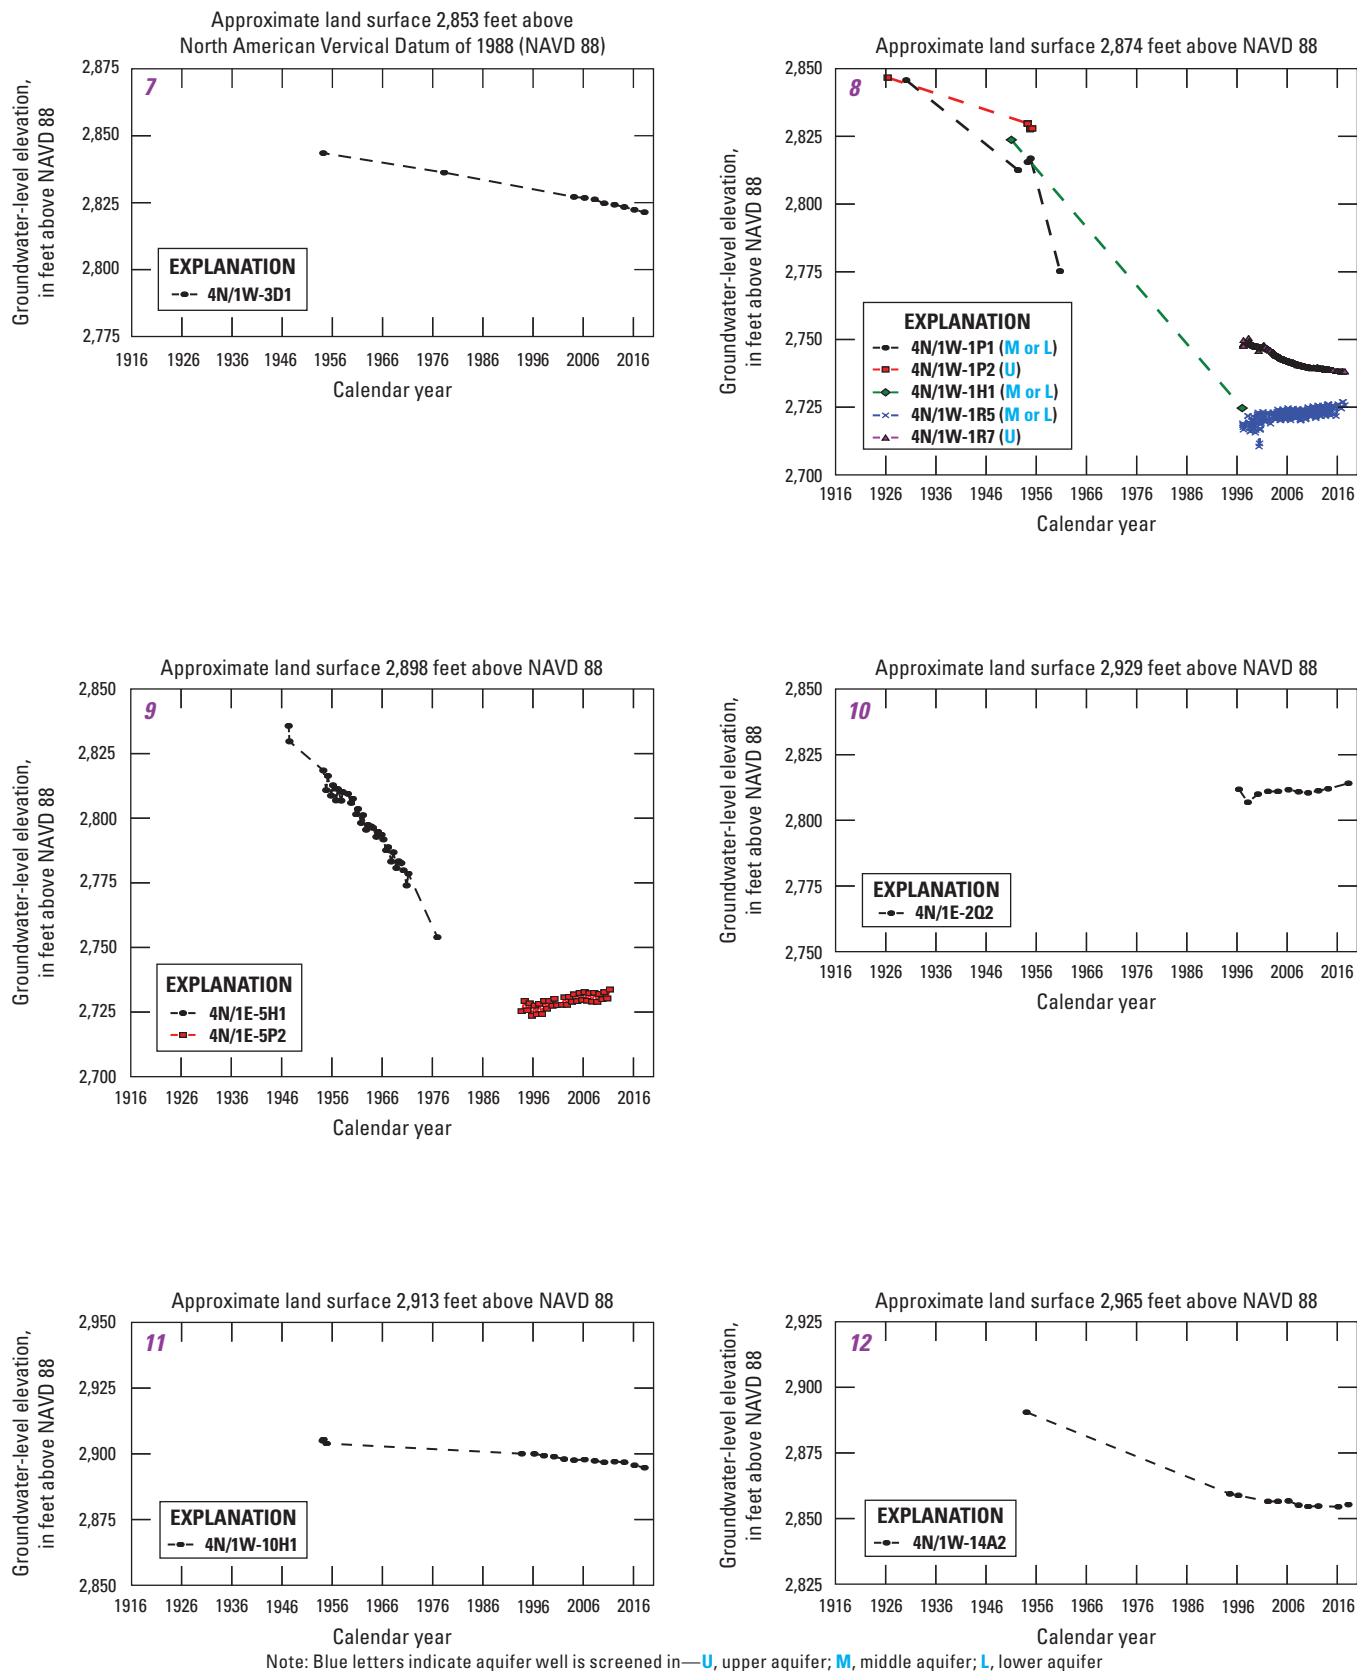 Approximate land surface 2,853 feet above
North American Vervical Datum of 1988 (NAVD 88)
Groundwater-level elevation,
in feet above NAVD 88
2,875
2,850
2,825
2,800
2,775
7
EXPLANATION
4N/1W-3D1
1916 1926 1936 1946 1956 1966 1976 1986 1996 2006 2016
Calendar year
Approximate land surface 2,874 feet above NAVD 88
Groundwater-level elevation,
in feet above NAVD 88
2,850
2,825
2,800
2,775
2,750
2,725
2,700
8
EXPLANATION
4N/1W-1P1 (M or L)
4N/1W-1P2 (U)
4N/1W-1H1 (M or L)
4N/1W-1R5 (M or L)
4N/1W-1R7 (U)
1916 1926 1936 1946 1956 1966 1976 1986 1996 2006 2016
Calendar year
Approximate land surface 2,898 feet above NAVD 88
Groundwater-level elevation,
in feet above NAVD 88
2,850
2,825
2,800
2,775
2,750
2,725
2,700
9
EXPLANATION
4N/1E-5H1
4N/1E-5P2
1916 1926 1936 1946 1956 1966 1976 1986 1996 2006 2016
Calendar year
Approximate land surface 2,929 feet above NAVD 88
Groundwater-level elevation,
in feet above NAVD 88
2,850
2,825
2,800
2,775
2,750
10
EXPLANATION
4N/1E-2Q2
1916 1926 1936 1946 1956 1966 1976 1986 1996 2006 2016
Calendar year
Approximate land surface 2,913 feet above NAVD 88
Groundwater-level elevation,
in feet above NAVD 88
2,950
2,925
2,900
2,875
2,850
11
EXPLANATION
4N/1W-10H1
1916 1926 1936 1946 1956 1966 1976 1986 1996 2006 2016
Calendar year
Approximate land surface 2,965 feet above NAVD 88
Groundwater-level elevation,
in feet above NAVD 88
2,925
2,900
2,875
2,850
2,825
12
EXPLANATION
4N/1W-14A2
1916 1926 1936 1946 1956 1966 1976 1986 1996 2006 2016
Calendar year
Note: Blue letters indicate aquifer well is screened in—U, upper aquifer; M, middle aquifer; L, lower aquifer